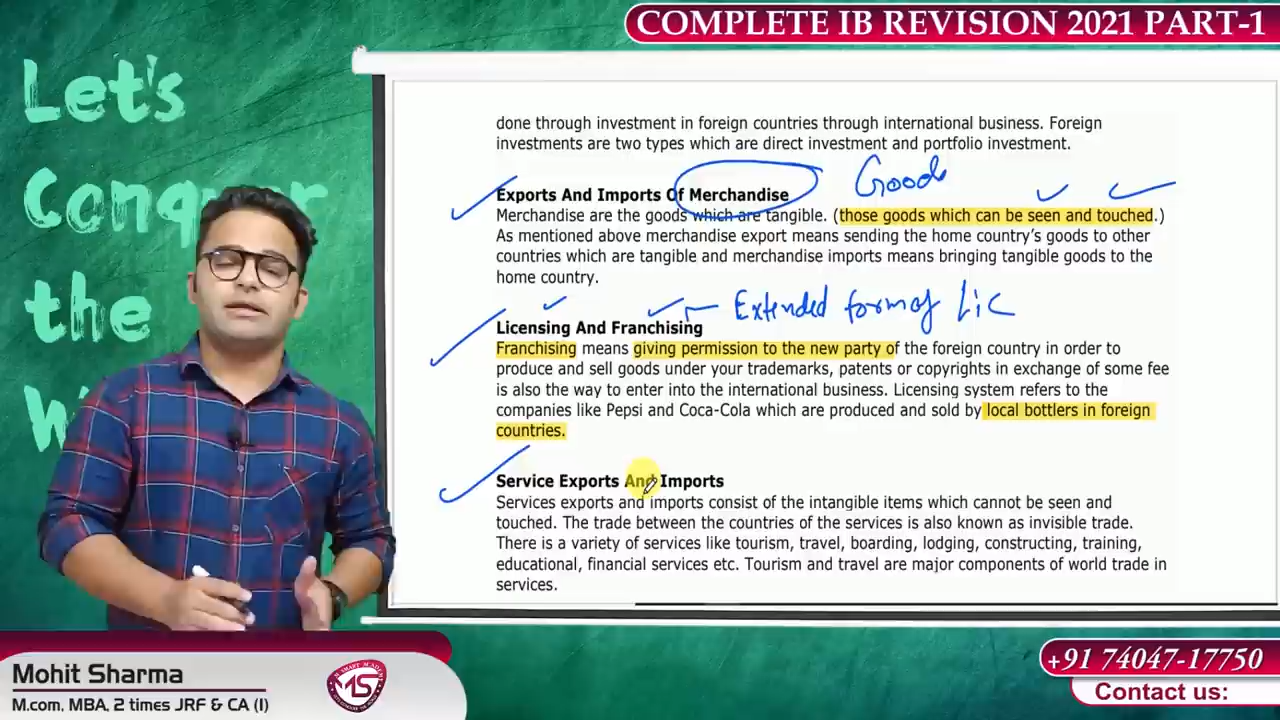 COMPLETE IB REVISION 2021 PART-1
Let's
Conquer
the
W
done through investment in foreign countries through international business. Foreign
investments are two types which are direct investment and portfolio investment.
Good
Exports And Imports Of Merchandise
Merchandise are the goods which are tangible. (those goods which can be seen and touched.)
As mentioned above merchandise export means sending the home country's goods to other
countries which are tangible and merchandise imports means bringing tangible goods to the
home country.
Extended form of Lic
Licensing And Franchising
Franchising means giving permission to the new party of the foreign country in order to
produce and sell goods under your trademarks, patents or copyrights in exchange of some fee
is also the way to enter into the international business. Licensing system refers to the
companies like Pepsi and Coca-Cola which are produced and sold by local bottlers in foreign
countries.
Service Exports And Imports
Services exports and imports consist of the intangible items which cannot be seen and
touched. The trade between the countries of the services is also known as invisible trade.
There is a variety of services like tourism, travel, boarding, lodging, constructing, training,
educational, financial services etc. Tourism and travel are major components of world trade in
services.
Mohit Sharma
M.com, MBA, 2 times JRF & CA (I)
MS
+91 74047-17750
Contact us: